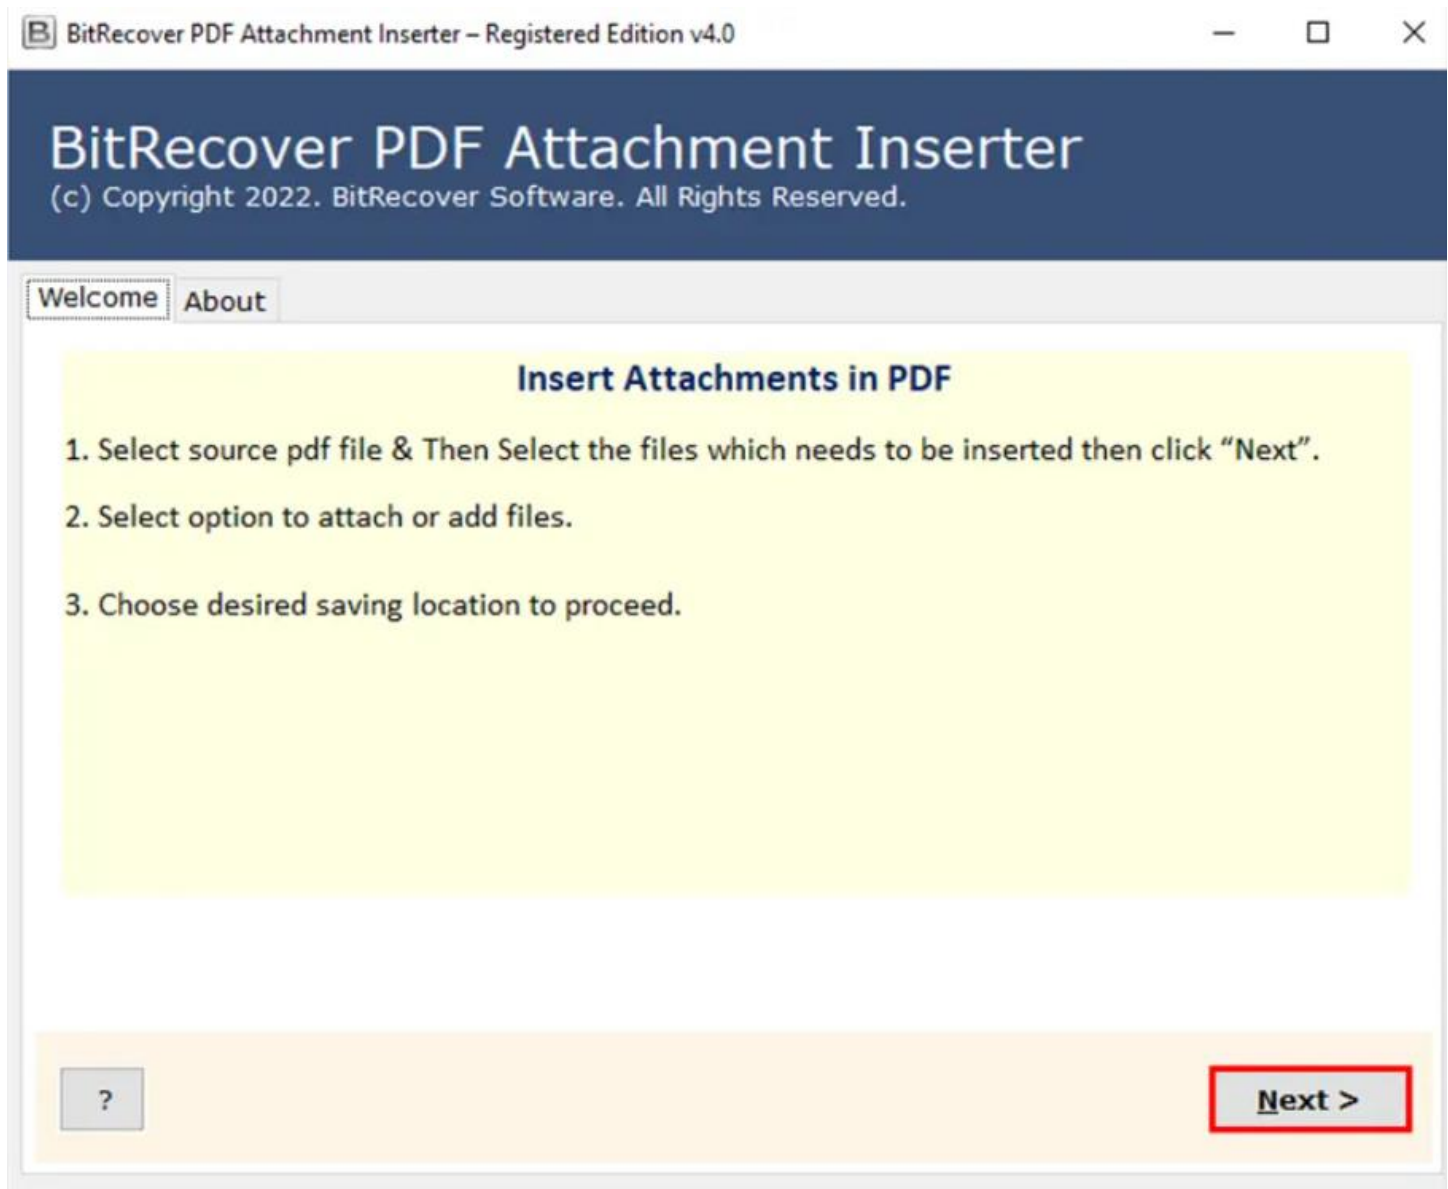 BitRecover PDF Attachment Inserter – Registered Edition v4.0
BitRecover PDF Attachment Inserter
(c) Copyright 2022. BitRecover Software. All Rights Reserved.
Welcome About
Insert Attachments in PDF
1. Select source pdf file & Then Select the files which needs to be inserted then click “Next”.
2. Select option to attach or add files.
3. Choose desired saving location to proceed.
? Next >